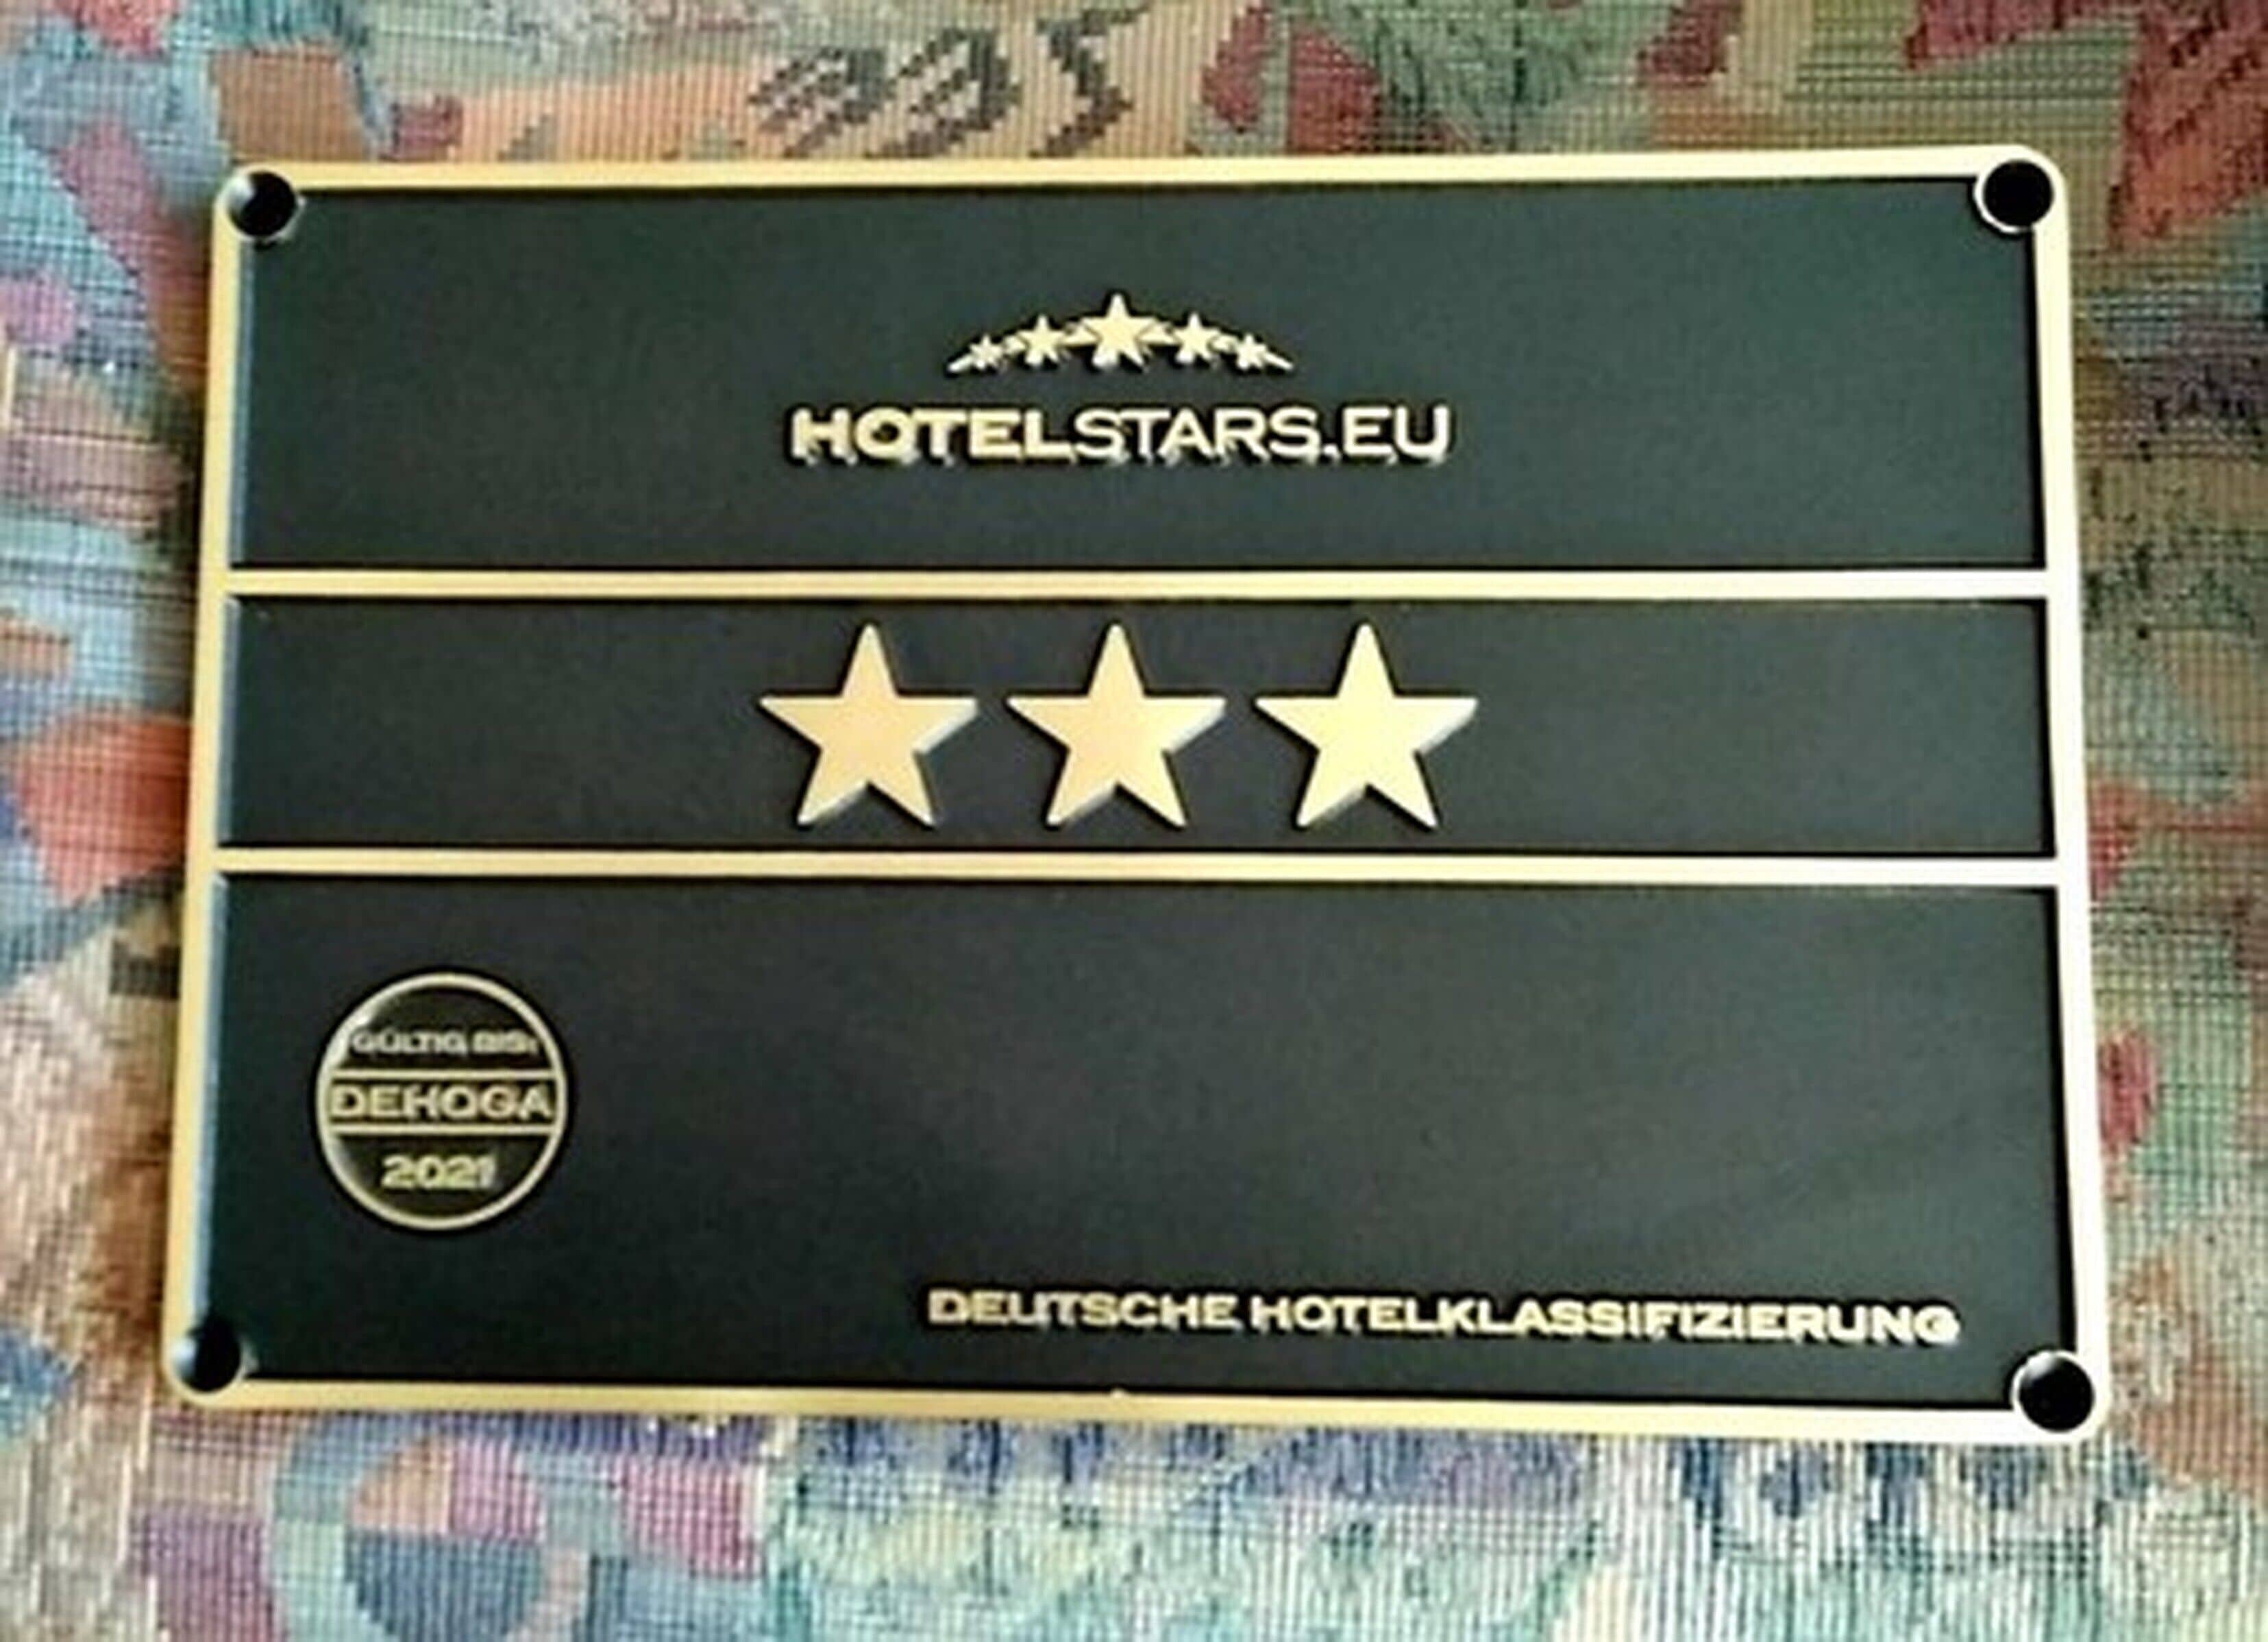 HOTELSTARS.EU
GÜLTIG BIS:
DEHOGA
2021
DEUTSCHE HOTELKLASSIFIZIERUNG